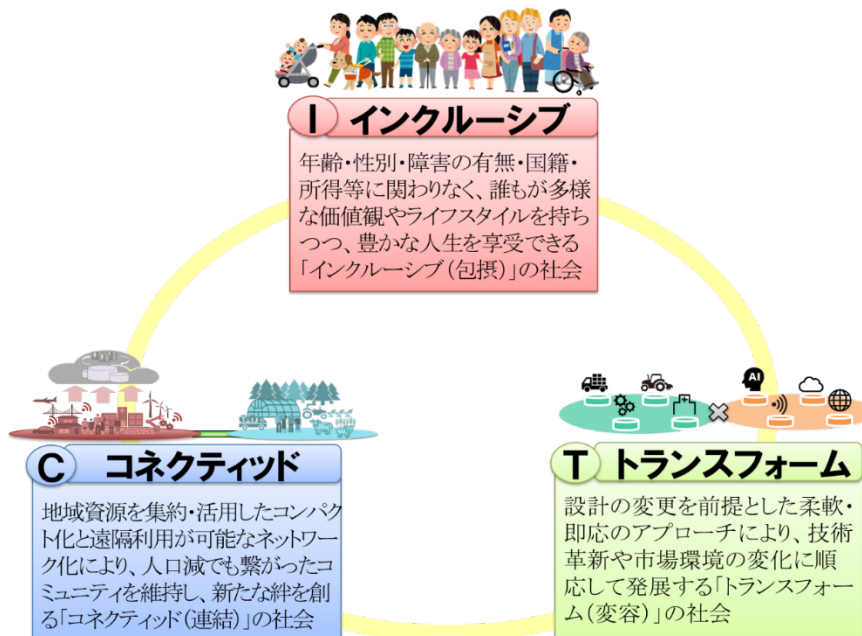 I インクルーシブ
年齢・性別・障害の有無・国籍・
所得等に関わりなく、誰もが多様
な価値観やライフスタイルを持ち
つつ、豊かな人生を享受できる
「インクルーシブ(包摂)」の社会
AI
C コネクティッド
地域資源を集約・活用したコンパク
ト化と遠隔利用が可能なネットワー
ク化により、人口減でも繋がったコ
ミュニティを維持し、新たな絆を創
る「コネクティッド(連結)」の社会
T トランスフォーム
設計の変更を前提とした柔軟・
即応のアプローチにより、技術
革新や市場環境の変化に順
応して発展する「トランスフォー
ム(変容)」の社会